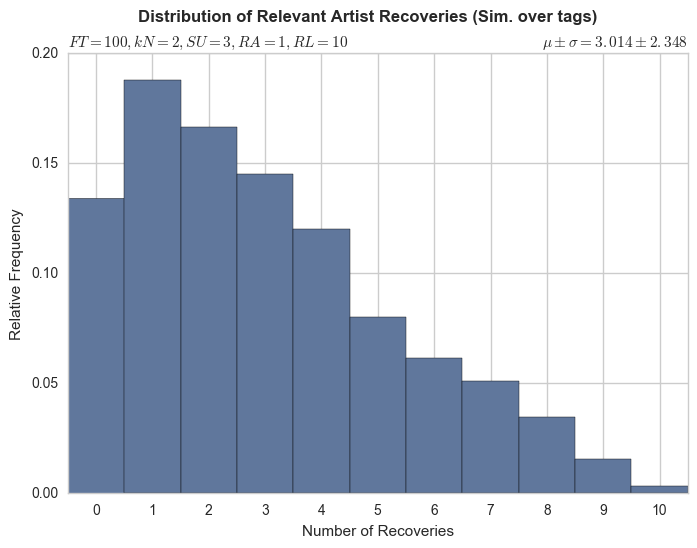 Distribution of Relevant Artist Recoveries (Sim. over tags)
FT = 100, kN = 2, SU = 3, RA = 1, RL = 10
μ ± σ = 3.014 ± 2.348
0.20
0.15
0.10
0.05
0.00
Relative Frequency
0 1 2 3 4 5 6 7 8 9 10
Number of Recoveries